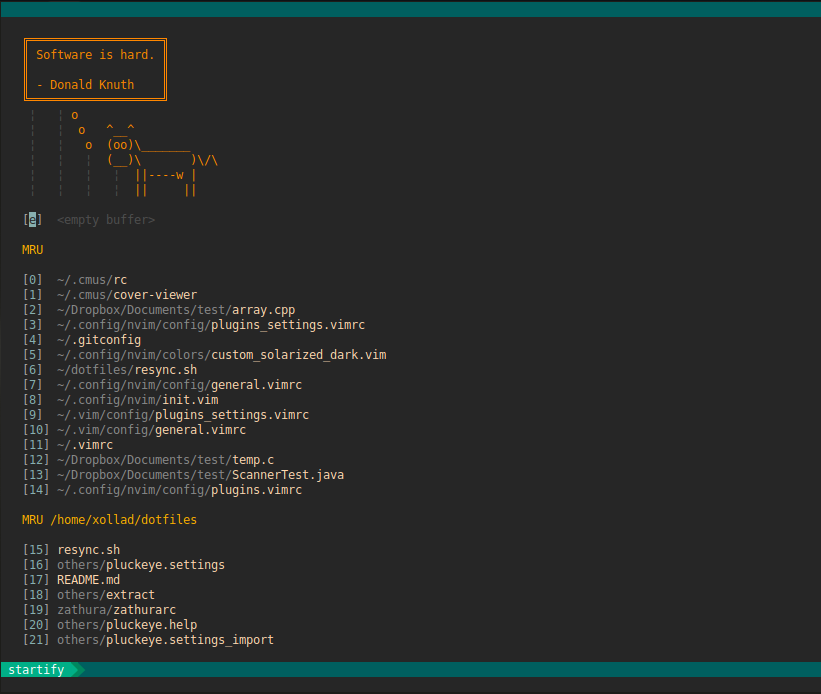 Software is hard.
- Donald Knuth
o
o   ^__^
o  (oo)\_______
(__)\       )\/\
||----w |
||     ||
[e]  <empty buffer>
MRU
[0]  ~/.cmus/rc
[1]  ~/.cmus/cover-viewer
[2]  ~/Dropbox/Documents/test/array.cpp
[3]  ~/.config/nvim/config/plugins_settings.vimrc
[4]  ~/.gitconfig
[5]  ~/.config/nvim/colors/custom_solarized_dark.vim
[6]  ~/dotfiles/resync.sh
[7]  ~/.config/nvim/config/general.vimrc
[8]  ~/.config/nvim/init.vim
[9]  ~/.vim/config/plugins_settings.vimrc
[10] ~/.vim/config/general.vimrc
[11] ~/.vimrc
[12] ~/Dropbox/Documents/test/temp.c
[13] ~/Dropbox/Documents/test/ScannerTest.java
[14] ~/.config/nvim/config/plugins.vimrc
MRU /home/xollad/dotfiles
[15] resync.sh
[16] others/pluckeye.settings
[17] README.md
[18] others/extract
[19] zathura/zathurarc
[20] others/pluckeye.help
[21] others/pluckeye.settings_import
startify